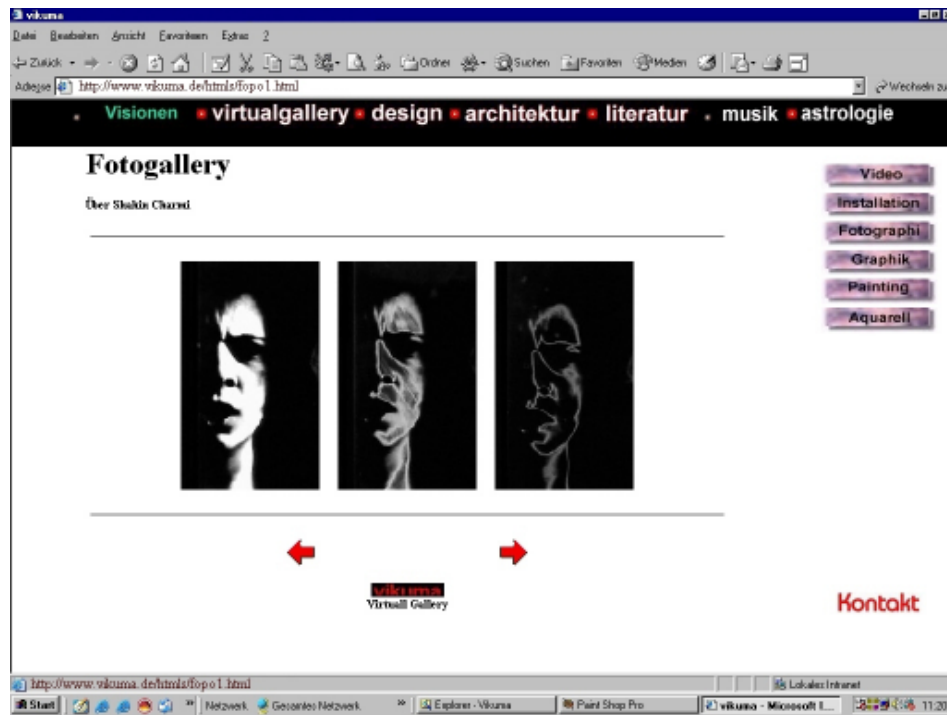 vikuma
Datei Bearbeiten Ansicht Favoriten Extras ?
Zurück Ordner Suchen Favoriten Medien
Adresse http://www.vikuma.de/htmls/fopo1.html Wechseln zu
Visionen virtualgallery design architektur literatur musik astrologie
Fotogallery
Über Shahin Charmi
Video
Installation
Fotographi
Graphik
Painting
Aquarell
vikuma
Virtuall Gallery
Kontakt
http://www.vikuma.de/htmls/fopo1.html Lokales Intranet
Start Netzwerk Gesamtes Netzwerk Explorer - Vikuma Paint Shop Pro vikuma - Microsoft I...